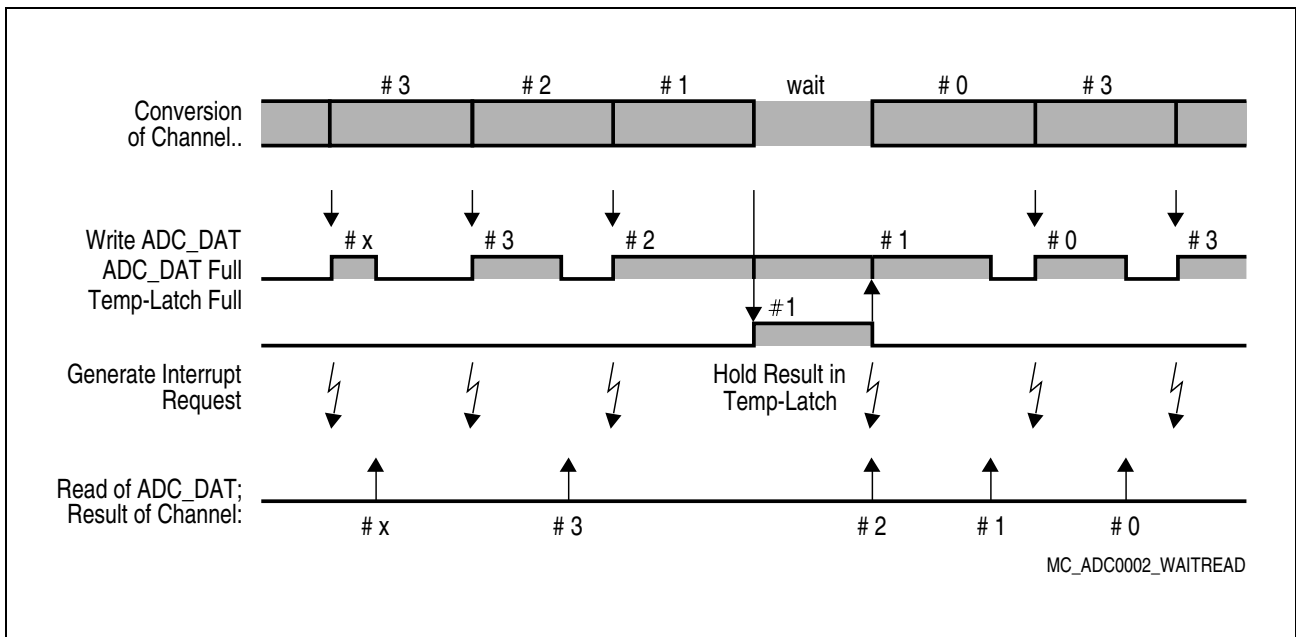 # 3 # 2 # 1 wait # 0 # 3
Conversion
of Channel..
Write ADC_DAT
# x # 3 # 2 # 1 # 0 # 3
ADC_DAT Full
Temp-Latch Full
#1
Generate Interrupt
Request
Hold Result in
Temp-Latch
Read of ADC_DAT;
Result of Channel:
# x # 3 # 2 # 1 # 0
MC_ADC0002_WAITREAD